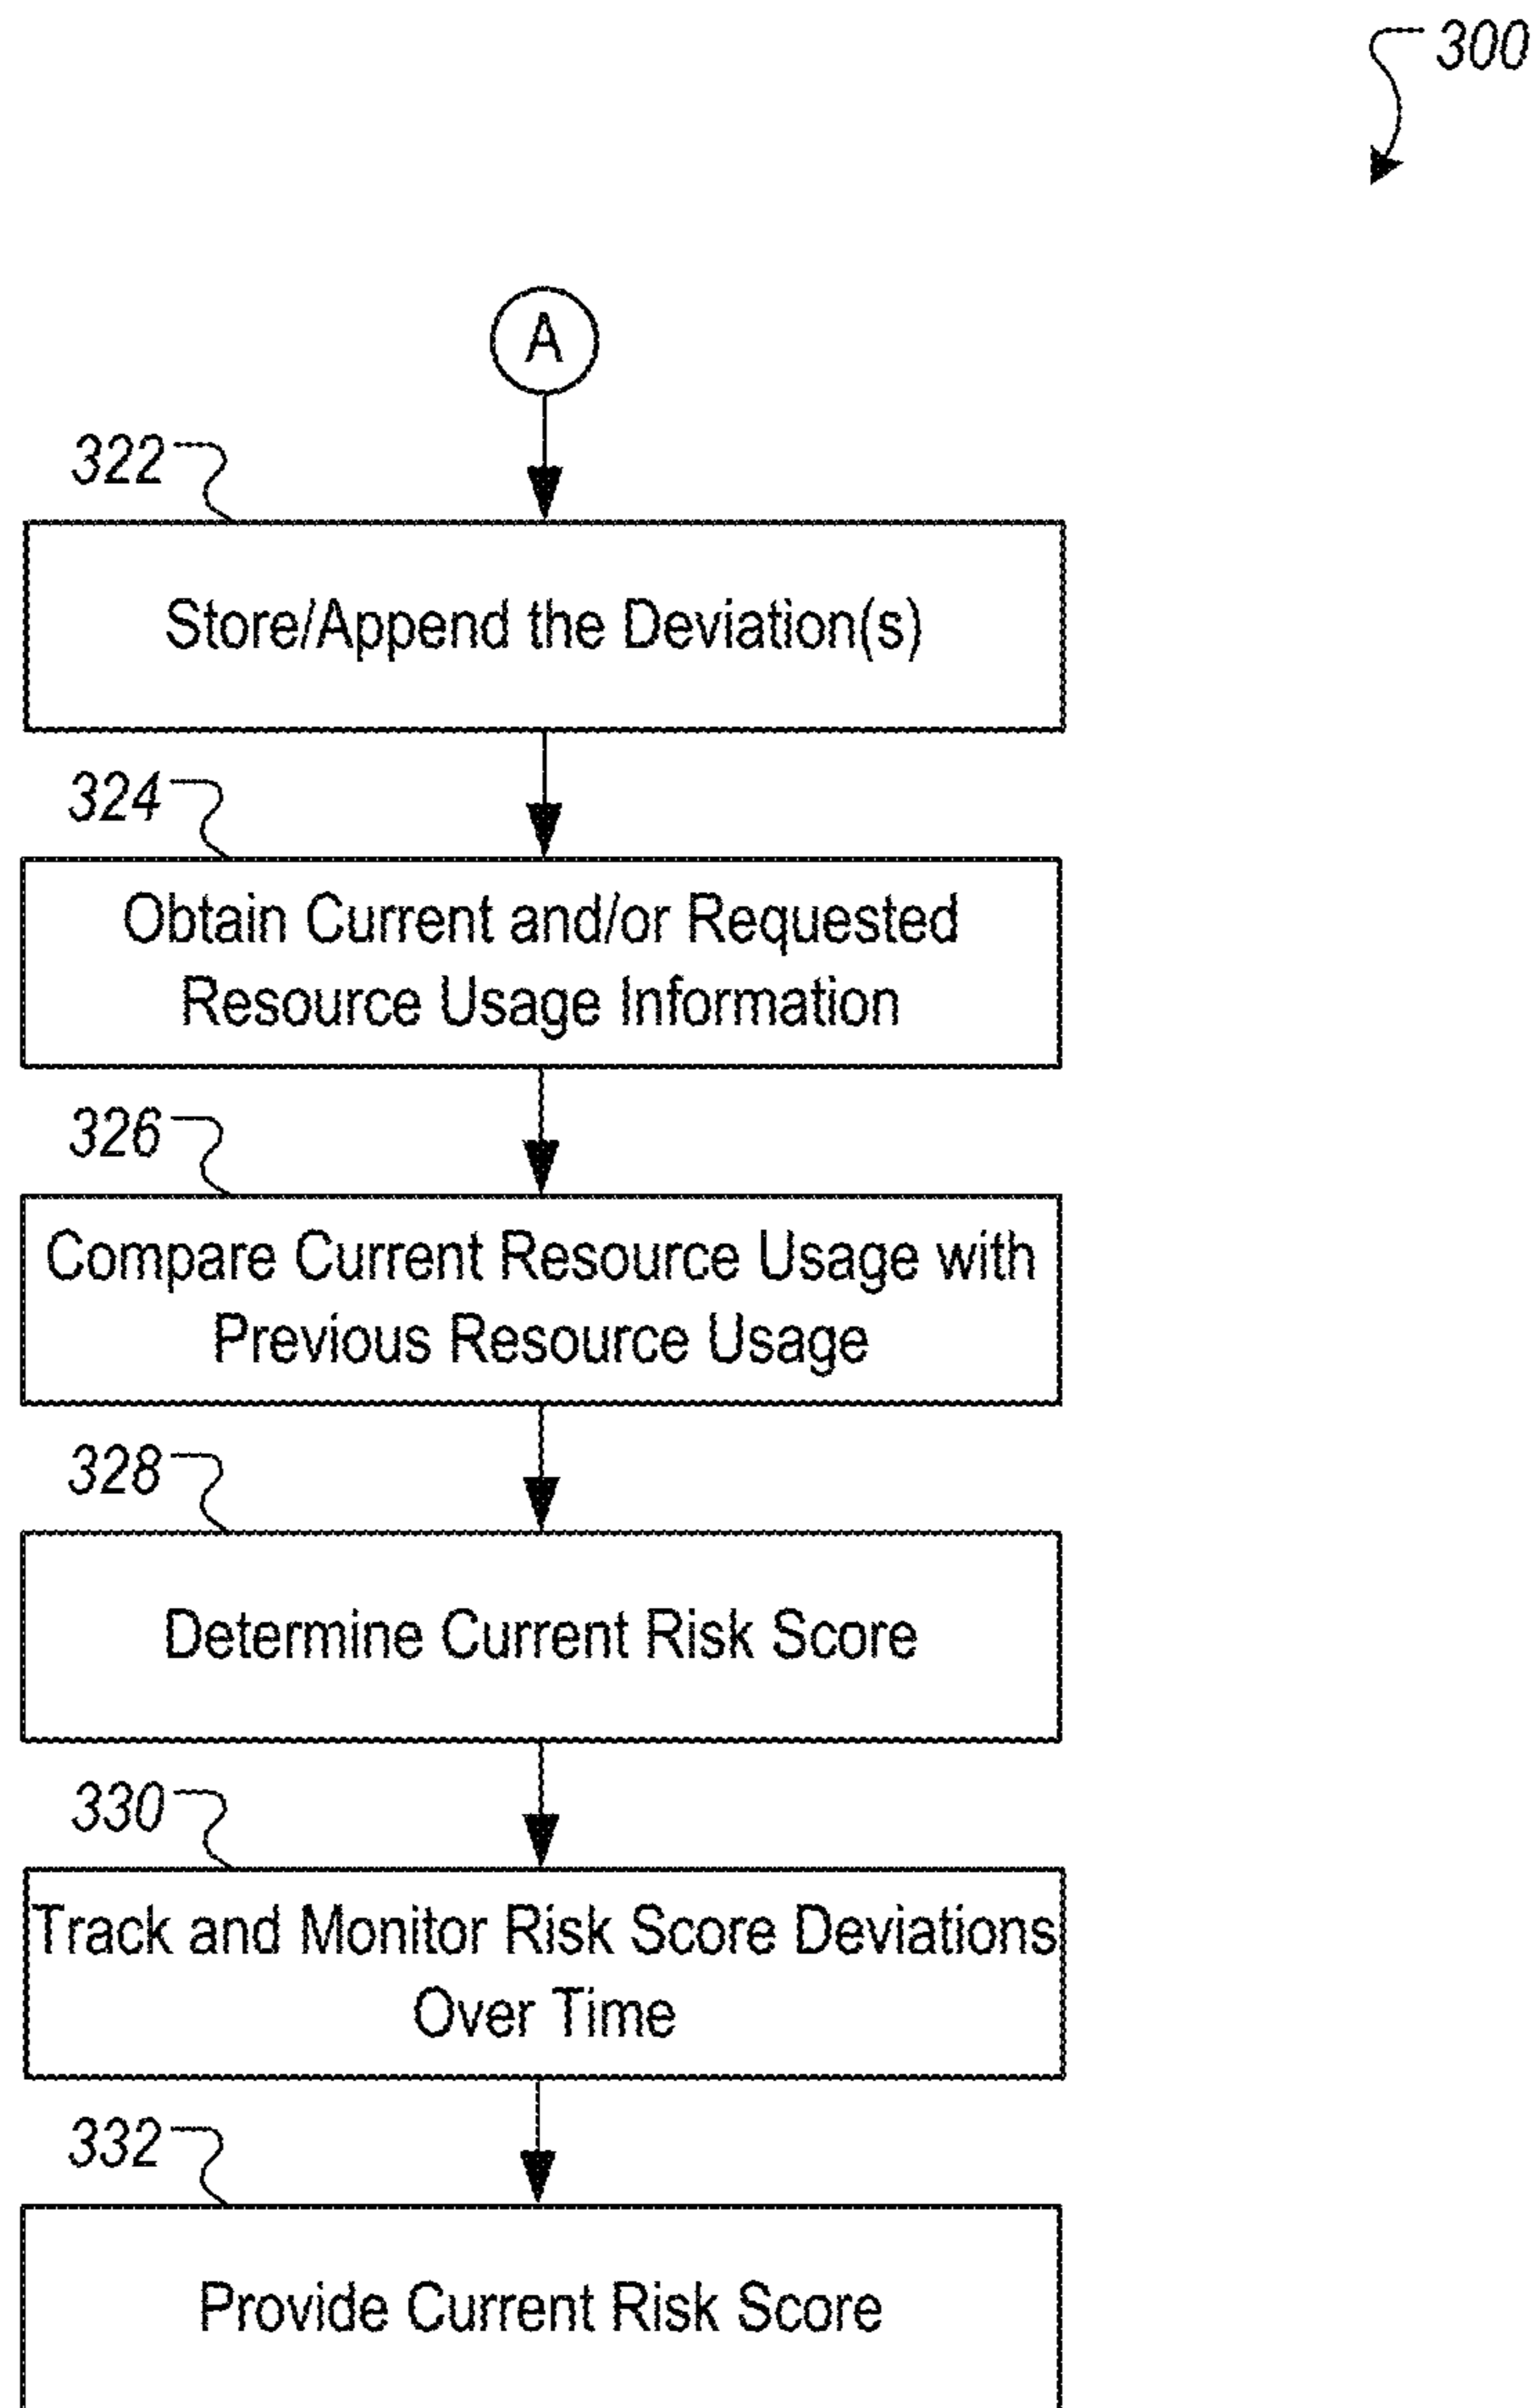 300
A
322
Store/Append the Deviation(s)
324
Obtain Current and/or Requested
Resource Usage Information
326
Compare Current Resource Usage with
Previous Resource Usage
328
Determine Current Risk Score
330
Track and Monitor Risk Score Deviations
Over Time
332
Provide Current Risk Score